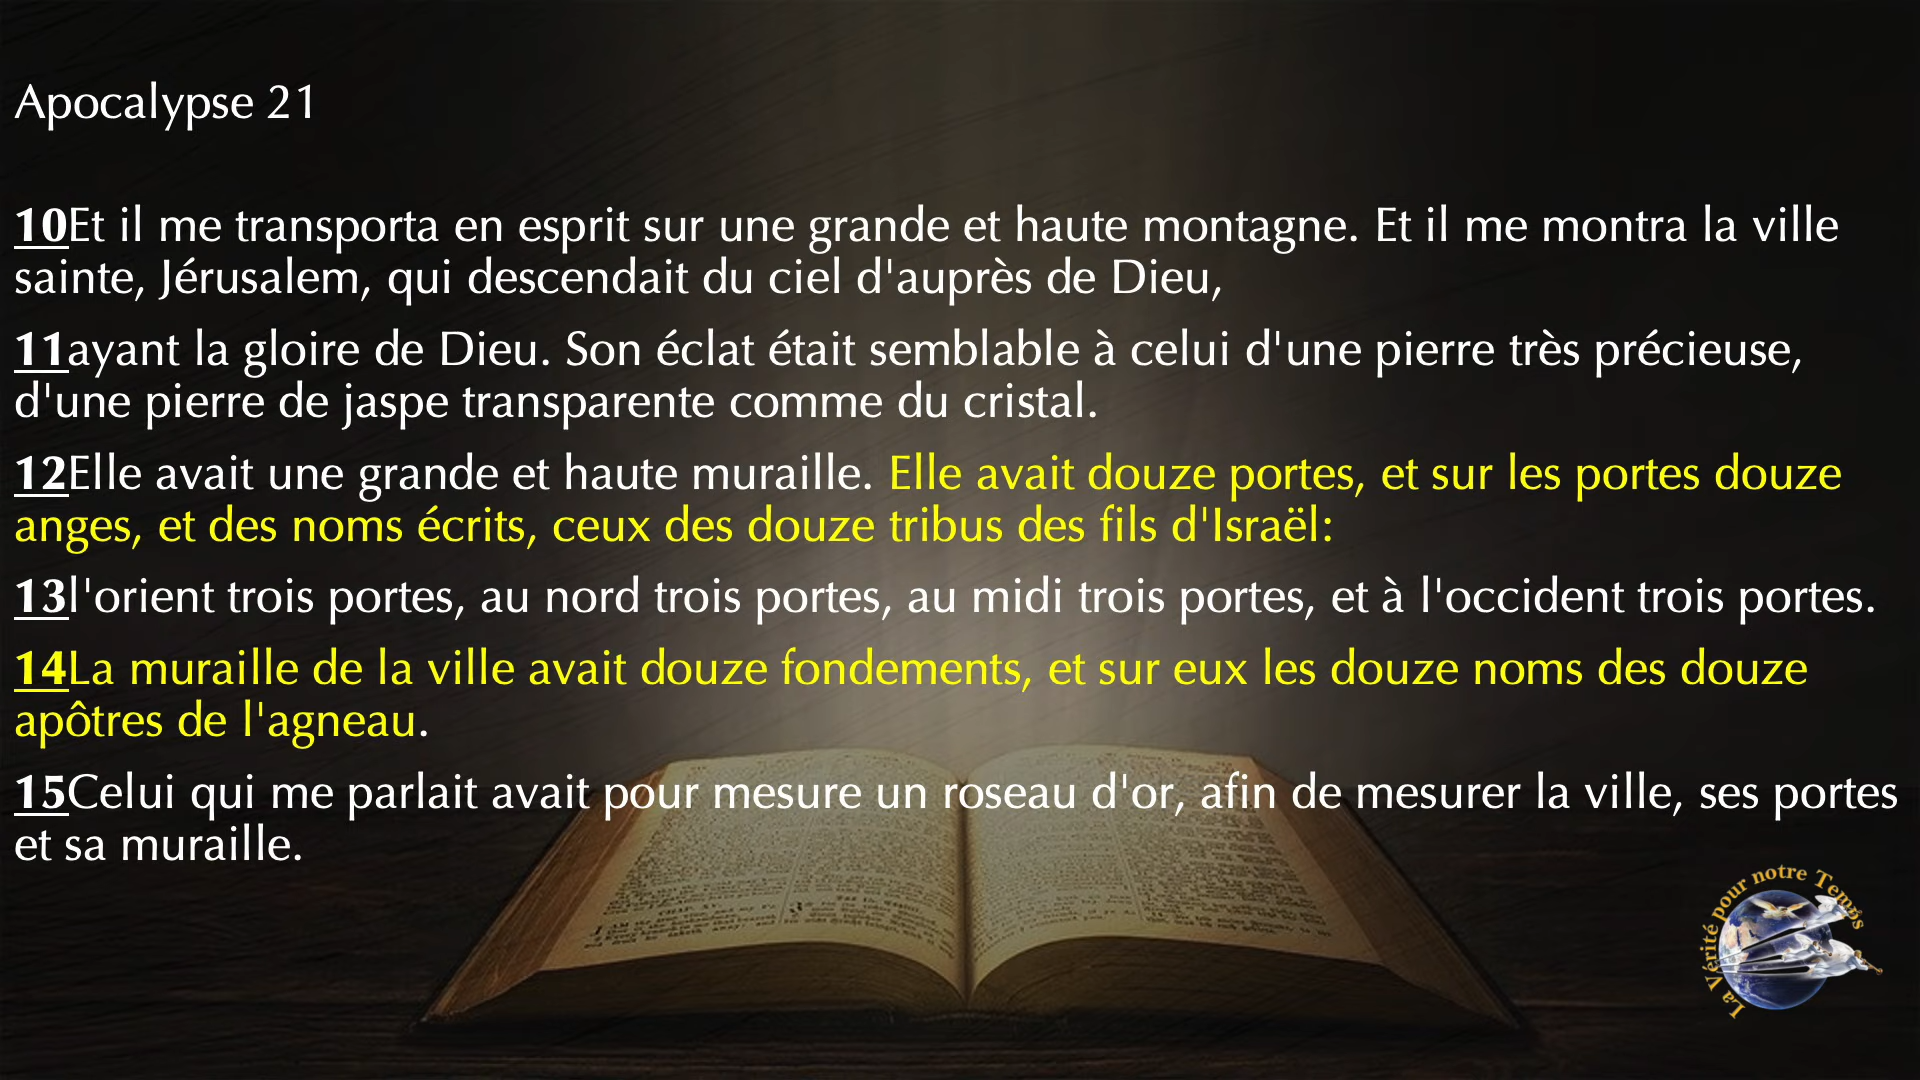 Apocalypse 21
10Et il me transporta en esprit sur une grande et haute montagne. Et il me montra la ville
sainte, Jérusalem, qui descendait du ciel d'auprès de Dieu,
11ayant la gloire de Dieu. Son éclat était semblable à celui d'une pierre très précieuse,
d'une pierre de jaspe transparente comme du cristal.
12Elle avait une grande et haute muraille. Elle avait douze portes, et sur les portes douze
anges, et des noms écrits, ceux des douze tribus des fils d'Israël:
13l'orient trois portes, au nord trois portes, au midi trois portes, et à l'occident trois portes.
14La muraille de la ville avait douze fondements, et sur eux les douze noms des douze
apôtres de l'agneau.
15Celui qui me parlait avait pour mesure un roseau d'or, afin de mesurer la ville, ses portes
et sa muraille.
La Vérité pour notre Temps